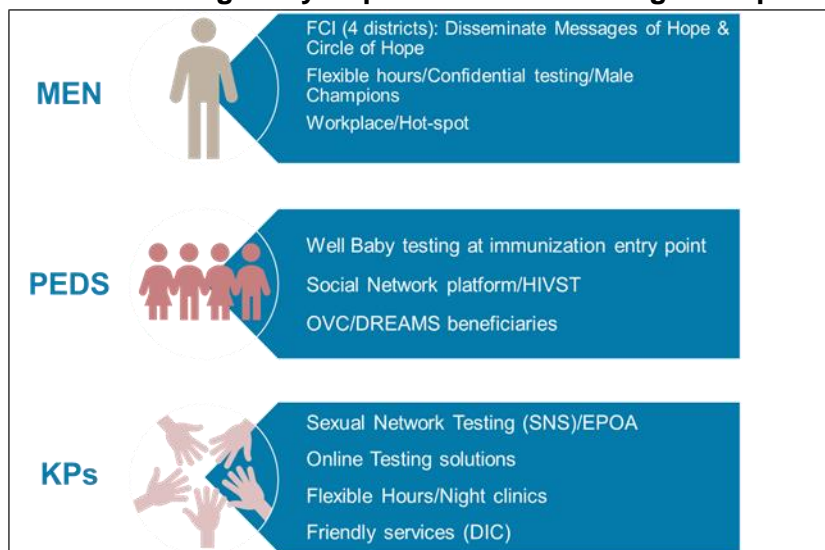 MEN
FCI (4 districts): Disseminate Messages of Hope &
Circle of Hope
Flexible hours/Confidential testing/Male
Champions
Workplace/Hot-spot
PEDS
Well Baby testing at immunization entry point
Social Network platform/HIVST
OVC/DREAMS beneficiaries
KPs
Sexual Network Testing (SNS)/EPOA
Online Testing solutions
Flexible Hours/Night clinics
Friendly services (DIC)